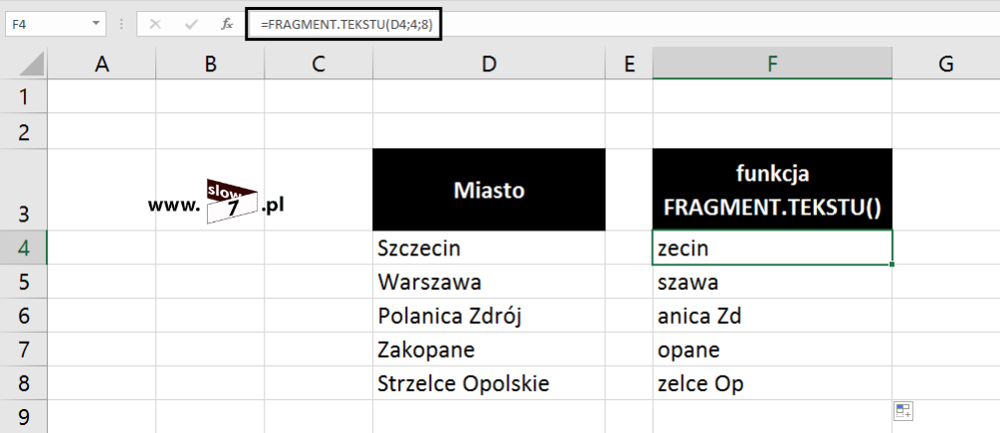 F4 fx =FRAGMENT.TEKSTU(D4;4;8)
A B C D E F G
1
2
3 www. slow 7 .pl Miasto funkcja
FRAGMENT.TEKSTU()
4 Szczecin zecin
5 Warszawa szawa
6 Polanica Zdrój anica Zd
7 Zakopane opane
8 Strzelce Opolskie zelce Op
9